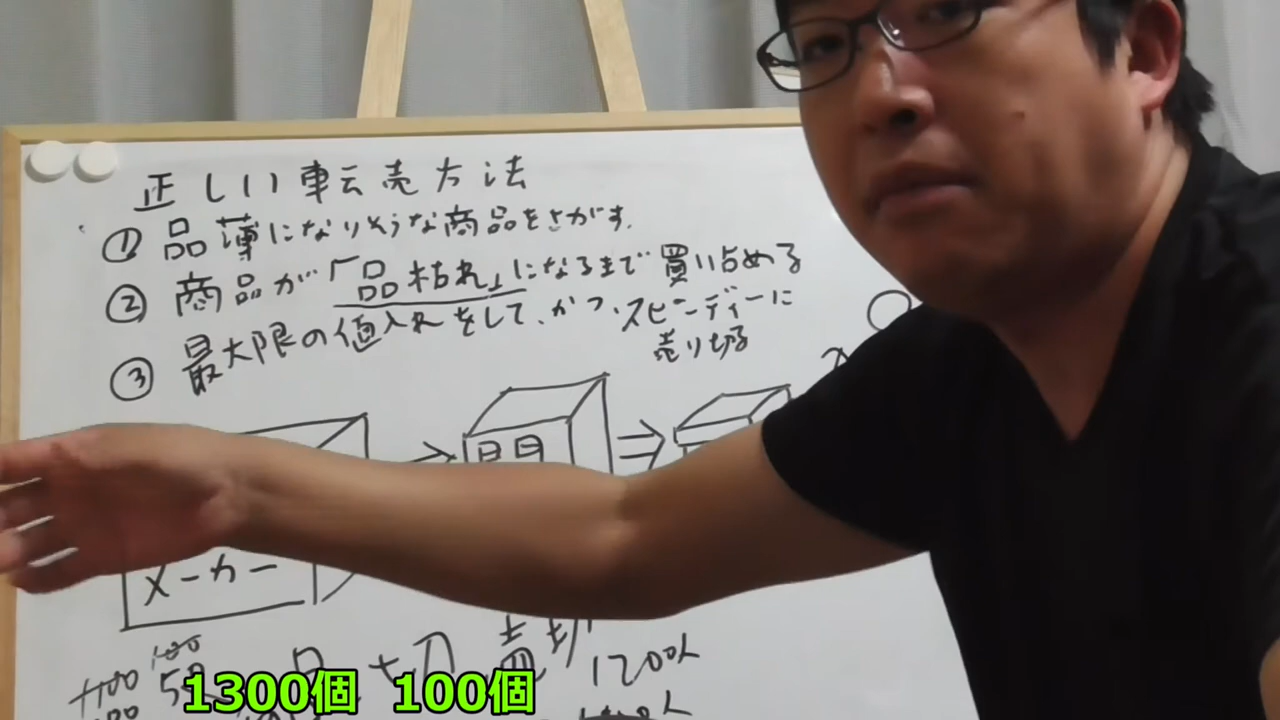 正しい転売方法
① 品薄になりそうな商品をさがす.
② 商品が「品枯れ」になるまで買い占める
③ 最大限の値入れをして、かつ、スピーディーに
売り切る
メーカー
1200人
1300個 100個